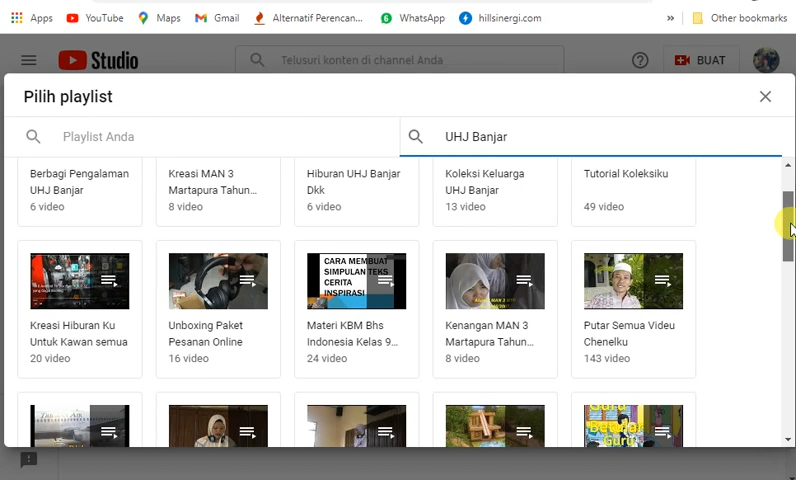 Apps YouTube Maps Gmail Alternatif Perencan... WhatsApp hillsinergi.com » Other bookmarks
Studio Telusuri konten di channel Anda BUAT
Pilih playlist
Playlist Anda UHJ Banjar
Berbagi Pengalaman
UHJ Banjar
6 video
Kreasi MAN 3
Martapura Tahun...
8 video
Hiburan UHJ Banjar
Dkk
6 video
Koleksi Keluarga
UHJ Banjar
13 video
Tutorial Koleksiku
49 video
Kreasi Hiburan Ku
Untuk Kawan semua
20 video
Unboxing Paket
Pesanan Online
16 video
CARA MEMBUAT
SIMPULAN TEKS
CERITA
INSPIRASI
Materi KBM Bhs
Indonesia Kelas 9...
24 video
Kenangan MAN 3
Martapura Tahun...
8 video
Putar Semua Videu
Chenelku
143 video
Guru
Belajar
Guru